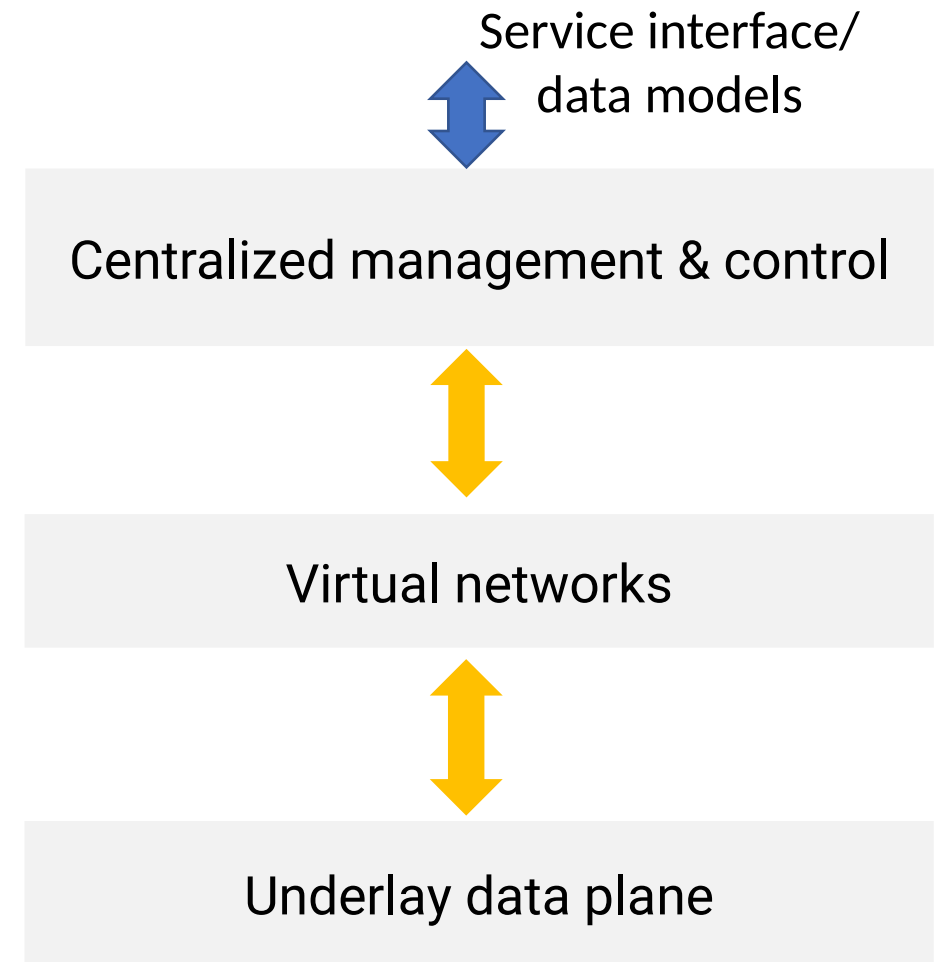 Service interface/
data models
Centralized management & control
Virtual networks
Underlay data plane